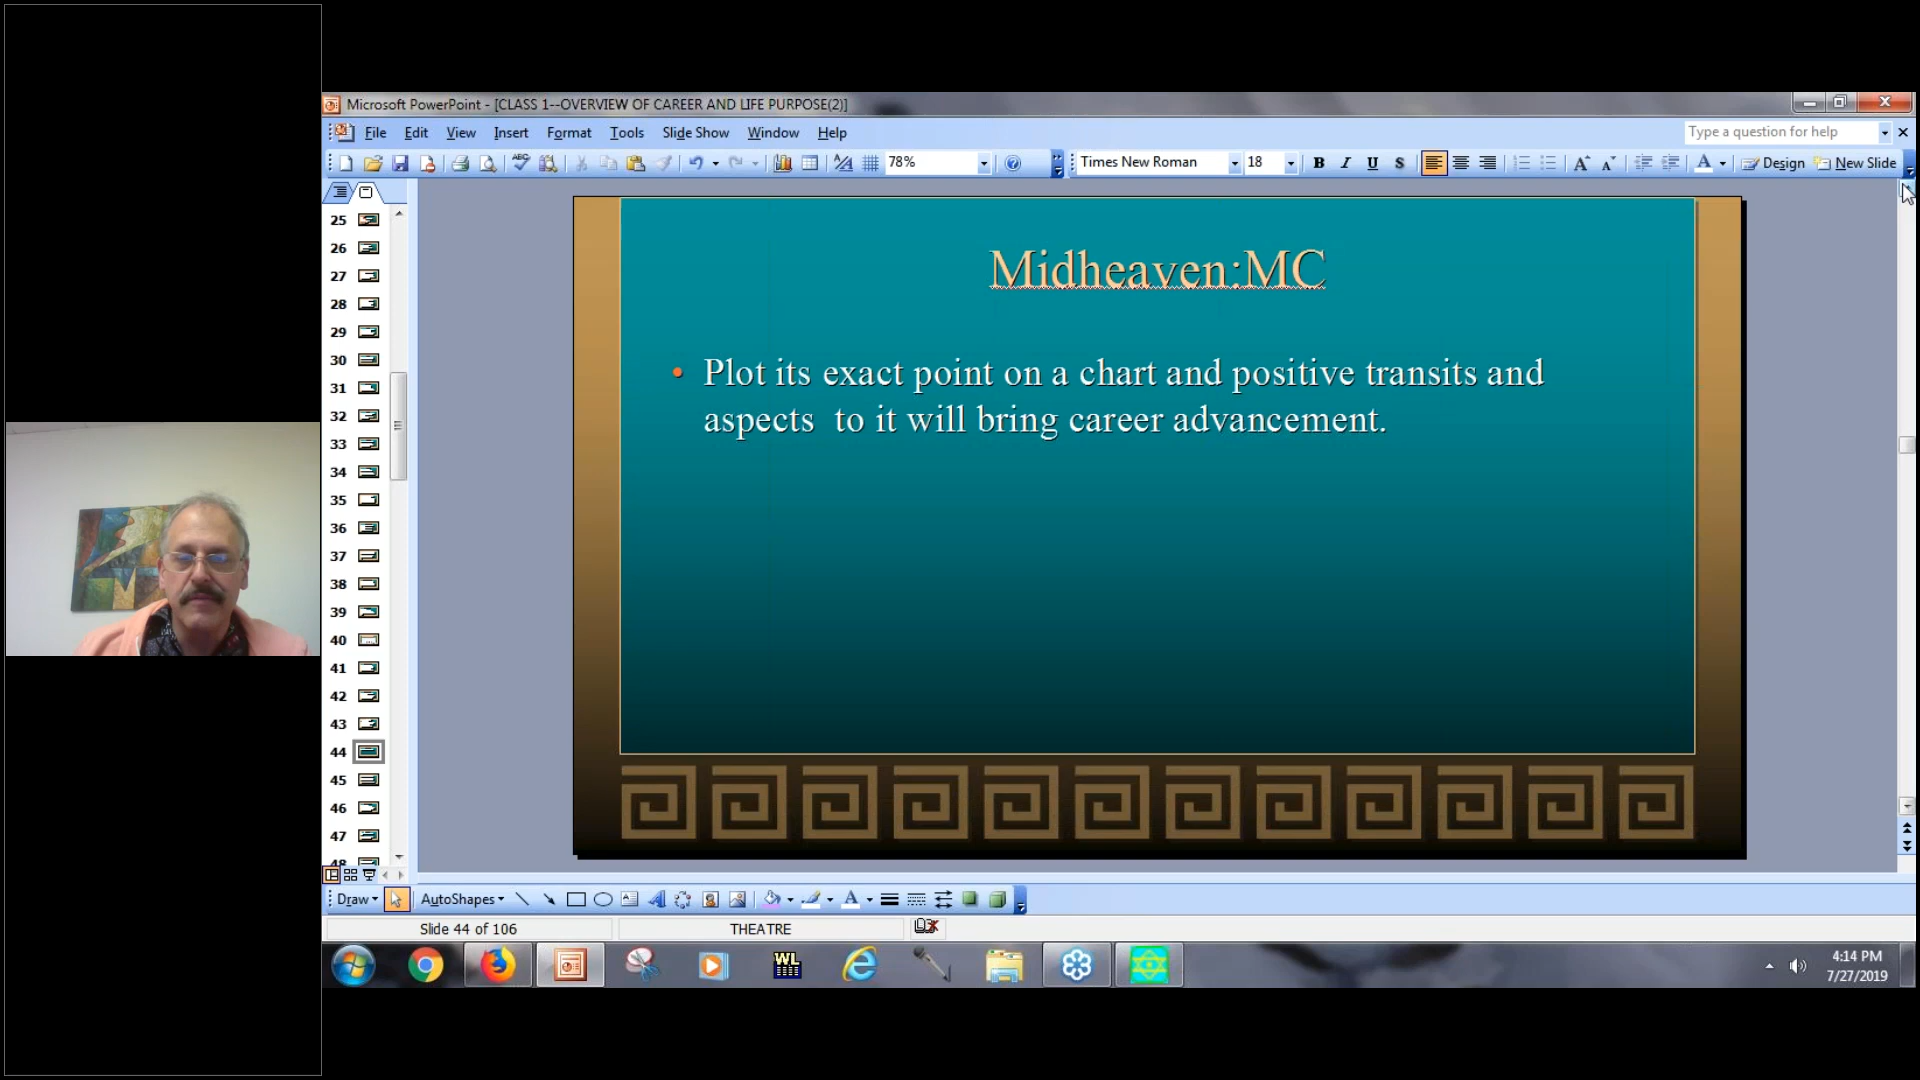 Microsoft PowerPoint - [CLASS 1--OVERVIEW OF CAREER AND LIFE PURPOSE(2)]
File Edit View Insert Format Tools Slide Show Window Help
Type a question for help
78%
Times New Roman
18
B I U S
Design
New Slide
25
26
27
28
29
30
31
32
33
34
35
36
37
38
39
40
41
42
43
44
45
46
47
48
Midheaven:MC
• Plot its exact point on a chart and positive transits and
aspects to it will bring career advancement.
Draw
AutoShapes
Slide 44 of 106
THEATRE
WL
4:14 PM
7/27/2019